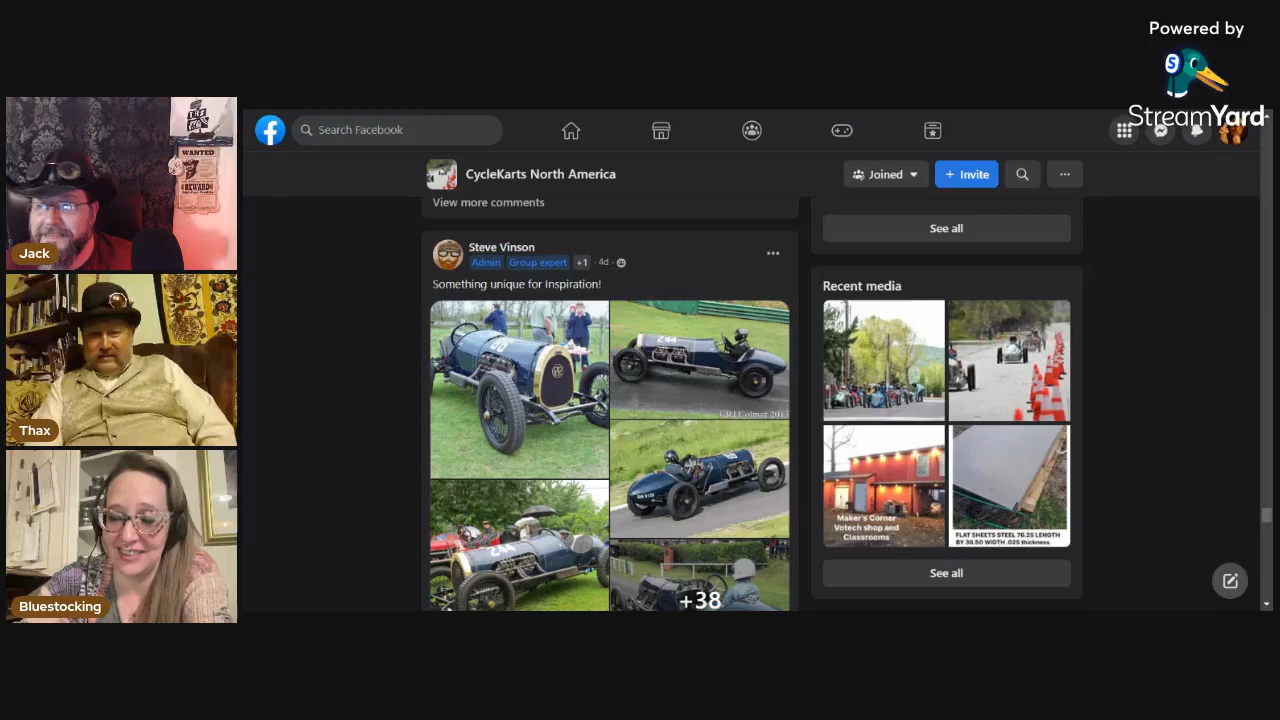 Powered by
StreamYard
WANTED
REWARD
Jack
Thax
Bluestocking
Search Facebook
CycleKarts North America
Joined
+ Invite
View more comments
Steve Vinson
Admin Group expert +1 · 4d ·
Something unique for Inspiration!
+38
See all
Recent media
Maker's Corner
Votech shop and
Classrooms
FLAT SHEETS STEEL 76.25 LENGTH
BY 38.50 WIDTH .025 thickness
See all